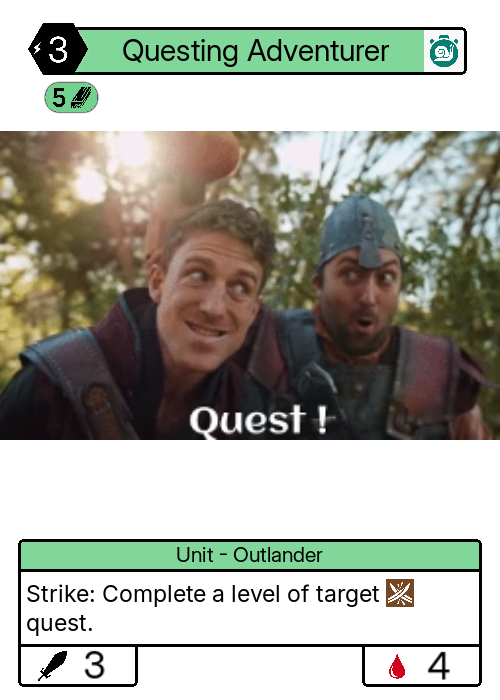 3 Questing Adventurer
5
Quest !
Unit - Outlander
Strike: Complete a level of target
quest.
3 4